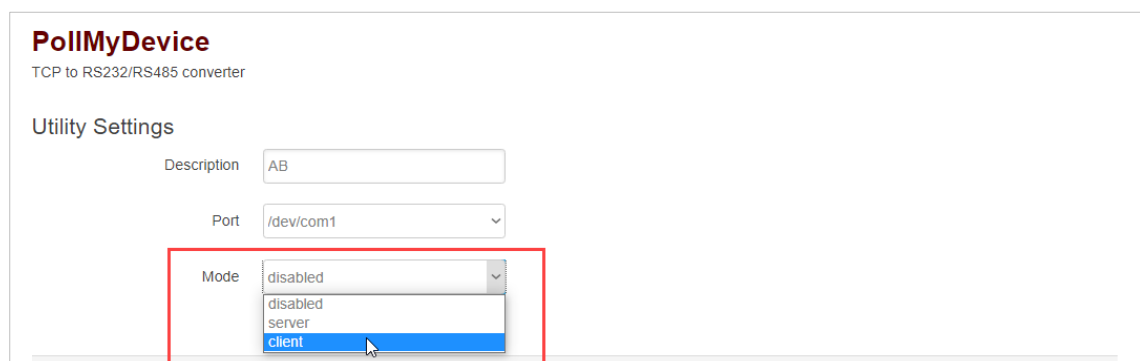 PollMyDevice
TCP to RS232/RS485 converter
Utility Settings
Description AB
Port /dev/com1
Mode disabled
disabled
server
client